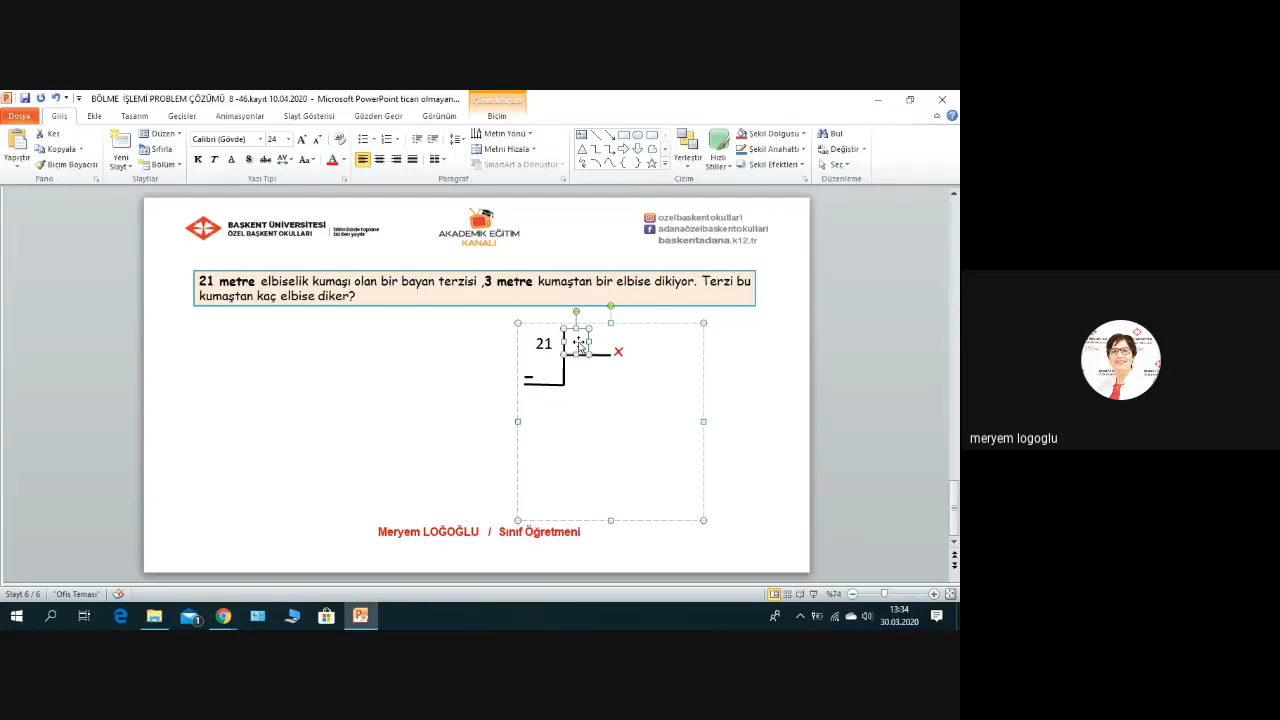 BÖLME İŞLEMİ PROBLEM ÇÖZÜMÜ 8 -46.kayıt 10.04.2020 - Microsoft PowerPoint tican olmayan...
Çizim Araçları
Dosya Giriş Ekle Tasarım Geçişler Animasyonlar Slayt Gösterisi Gözden Geçir Görünüm Biçim
Yapıştır
Kes
Kopyala
Biçim Boyacısı
Pano
Yeni Slayt
Düzen
Sıfırla
Bölüm
Slaytlar
Calibri (Gövde) 24
K T A S abc AV Aa A
Yazı Tipi
Metin Yönü
Metni Hizala
SmartArt'a Dönüştür
Paragraf
Yerleştir
Hızlı Stiller
Şekil Dolgusu
Şekil Anahattı
Şekil Efektleri
Çizim
Bul
Değiştir
Seç
Düzenleme
BAŞKENT ÜNİVERSİTESİ
ÖZEL BAŞKENT OKULLARI
AKADEMİK EĞİTİM
KANALI
ozelbaskentokullari
adanaözelbaskentokullari
baskentadana.k12.tr
21 metre elbiselik kumaşı olan bir bayan terzisi ,3 metre kumaştan bir elbise dikiyor. Terzi bu
kumaştan kaç elbise diker?
21
x
Meryem LOĞOĞLU / Sınıf Öğretmeni
meryem logoglu
Slayt 6 / 6 "Ofis Teması" %74
13:34
30.03.2020